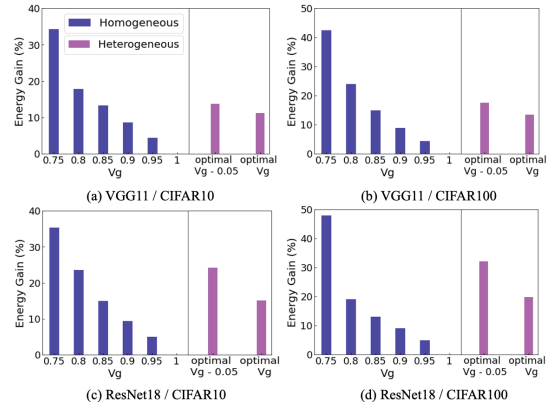 40
30
20
10
0
Energy Gain (%)
Homogeneous
Heterogeneous
0.75 0.8 0.85 0.9 0.95 1 optimal optimal
Vg Vg - 0.05 Vg
(a) VGG11 / CIFAR10
50
40
30
20
10
0
Energy Gain (%)
0.75 0.8 0.85 0.9 0.95 1 optimal optimal
Vg Vg - 0.05 Vg
(b) VGG11 / CIFAR100
40
30
20
10
0
Energy Gain (%)
0.75 0.8 0.85 0.9 0.95 1 optimal optimal
Vg Vg - 0.05 Vg
(c) ResNet18 / CIFAR10
50
40
30
20
10
0
Energy Gain (%)
0.75 0.8 0.85 0.9 0.95 1 optimal optimal
Vg Vg - 0.05 Vg
(d) ResNet18 / CIFAR100